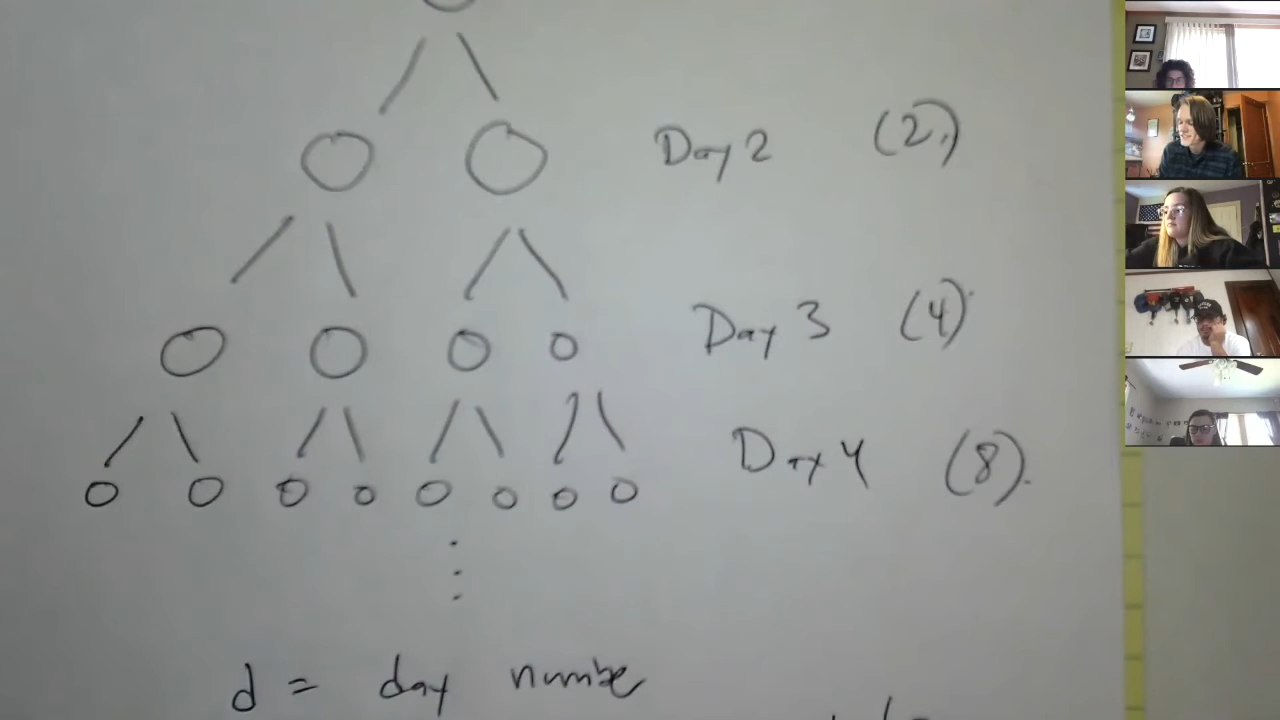 Day 2 (2)
Day 3 (4)
Day 4 (8).
d = day number